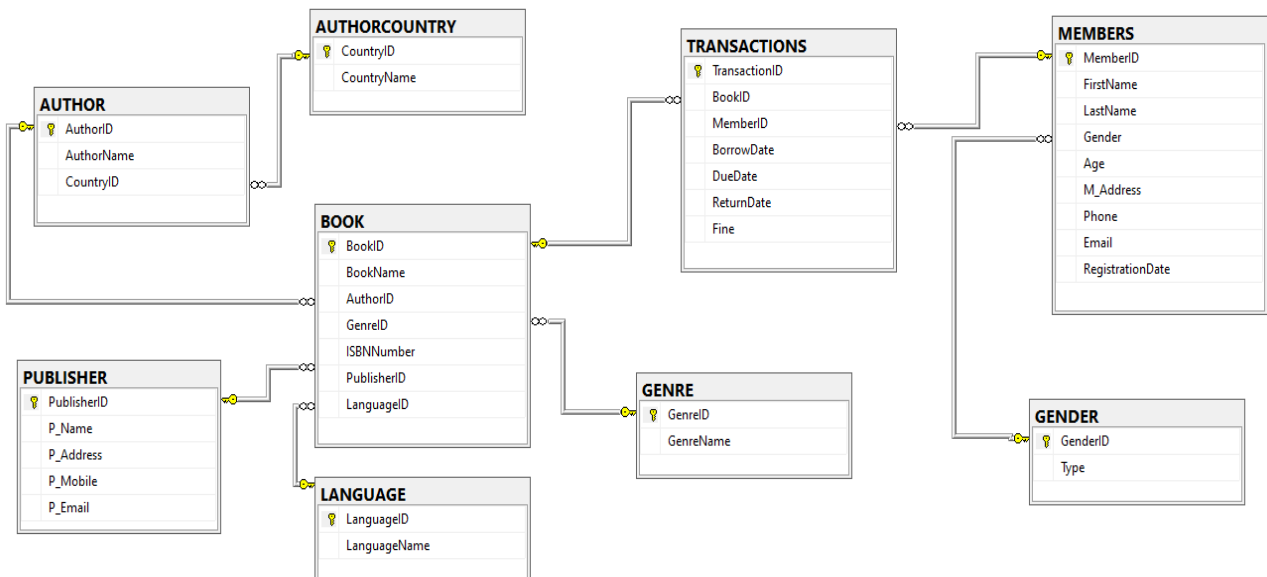 AUTHORCOUNTRY
CountryID
CountryName
AUTHOR
AuthorID
AuthorName
CountryID
TRANSACTIONS
TransactionID
BookID
MemberID
BorrowDate
DueDate
ReturnDate
Fine
MEMBERS
MemberID
FirstName
LastName
Gender
Age
M_Address
Phone
Email
RegistrationDate
BOOK
BookID
BookName
AuthorID
GenreID
ISBNNumber
PublisherID
LanguageID
PUBLISHER
PublisherID
P_Name
P_Address
P_Mobile
P_Email
GENRE
GenreID
GenreName
GENDER
GenderID
Type
LANGUAGE
LanguageID
LanguageName